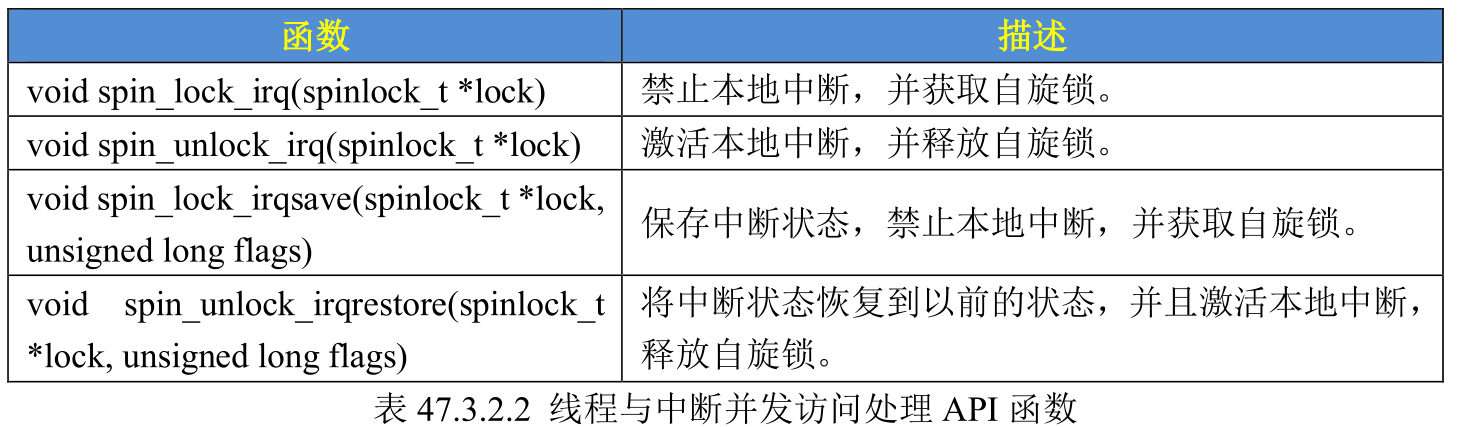 函数 描述
void spin_lock_irq(spinlock_t *lock) 禁止本地中断，并获取自旋锁。
void spin_unlock_irq(spinlock_t *lock) 激活本地中断，并释放自旋锁。
void spin_lock_irqsave(spinlock_t *lock,
unsigned long flags)
保存中断状态，禁止本地中断，并获取自旋锁。
void spin_unlock_irqrestore(spinlock_t
*lock, unsigned long flags)
将中断状态恢复到以前的状态，并且激活本地中断，
释放自旋锁。
表 47.3.2.2 线程与中断并发访问处理 API 函数